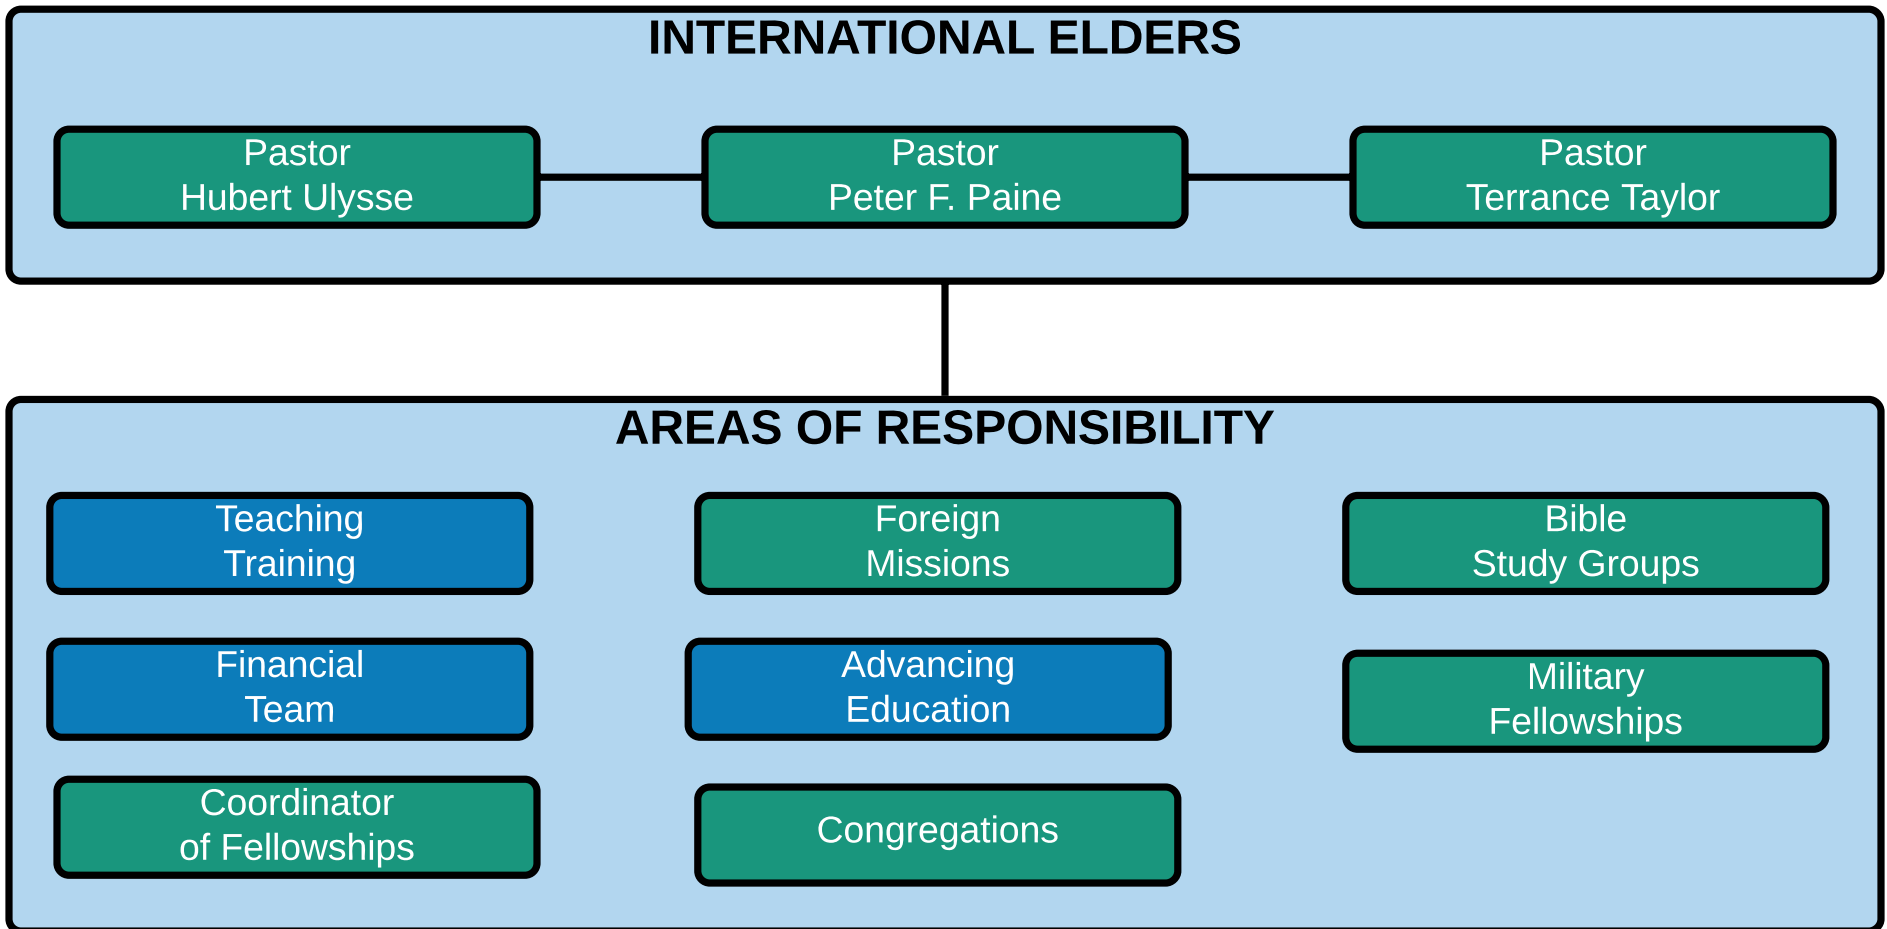 INTERNATIONAL ELDERS
Pastor
Hubert Ulysse
Pastor
Peter F. Paine
Pastor
Terrance Taylor
AREAS OF RESPONSIBILITY
Teaching
Training
Foreign
Missions
Bible
Study Groups
Financial
Team
Advancing
Education
Military
Fellowships
Coordinator
of Fellowships
Congregations